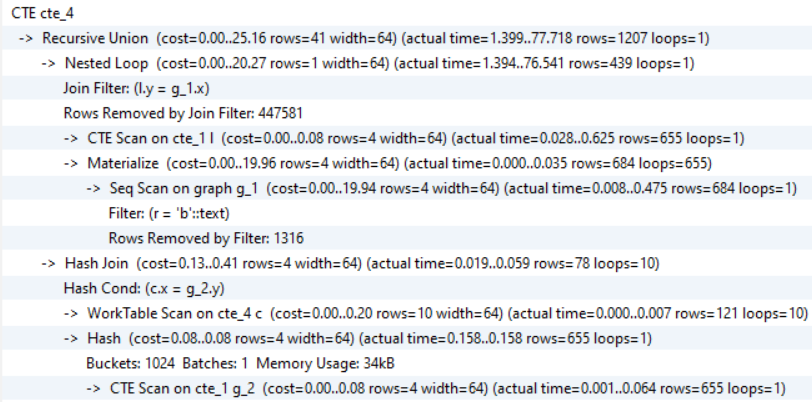 CTE cte_4
-> Recursive Union (cost=0.00..25.16 rows=41 width=64) (actual time=1.399..77.718 rows=1207 loops=1)
-> Nested Loop (cost=0.00..20.27 rows=1 width=64) (actual time=1.394..76.541 rows=439 loops=1)
Join Filter: (l.y = g_1.x)
Rows Removed by Join Filter: 447581
-> CTE Scan on cte_1 l (cost=0.00..0.08 rows=4 width=64) (actual time=0.028..0.625 rows=655 loops=1)
-> Materialize (cost=0.00..19.96 rows=4 width=64) (actual time=0.000..0.035 rows=684 loops=655)
-> Seq Scan on graph g_1 (cost=0.00..19.94 rows=4 width=64) (actual time=0.008..0.475 rows=684 loops=1)
Filter: (r = 'b'::text)
Rows Removed by Filter: 1316
-> Hash Join (cost=0.13..0.41 rows=4 width=64) (actual time=0.019..0.059 rows=78 loops=10)
Hash Cond: (c.x = g_2.y)
-> WorkTable Scan on cte_4 c (cost=0.00..0.20 rows=10 width=64) (actual time=0.000..0.007 rows=121 loops=10)
-> Hash (cost=0.08..0.08 rows=4 width=64) (actual time=0.158..0.158 rows=655 loops=1)
Buckets: 1024 Batches: 1 Memory Usage: 34kB
-> CTE Scan on cte_1 g_2 (cost=0.00..0.08 rows=4 width=64) (actual time=0.001..0.064 rows=655 loops=1)